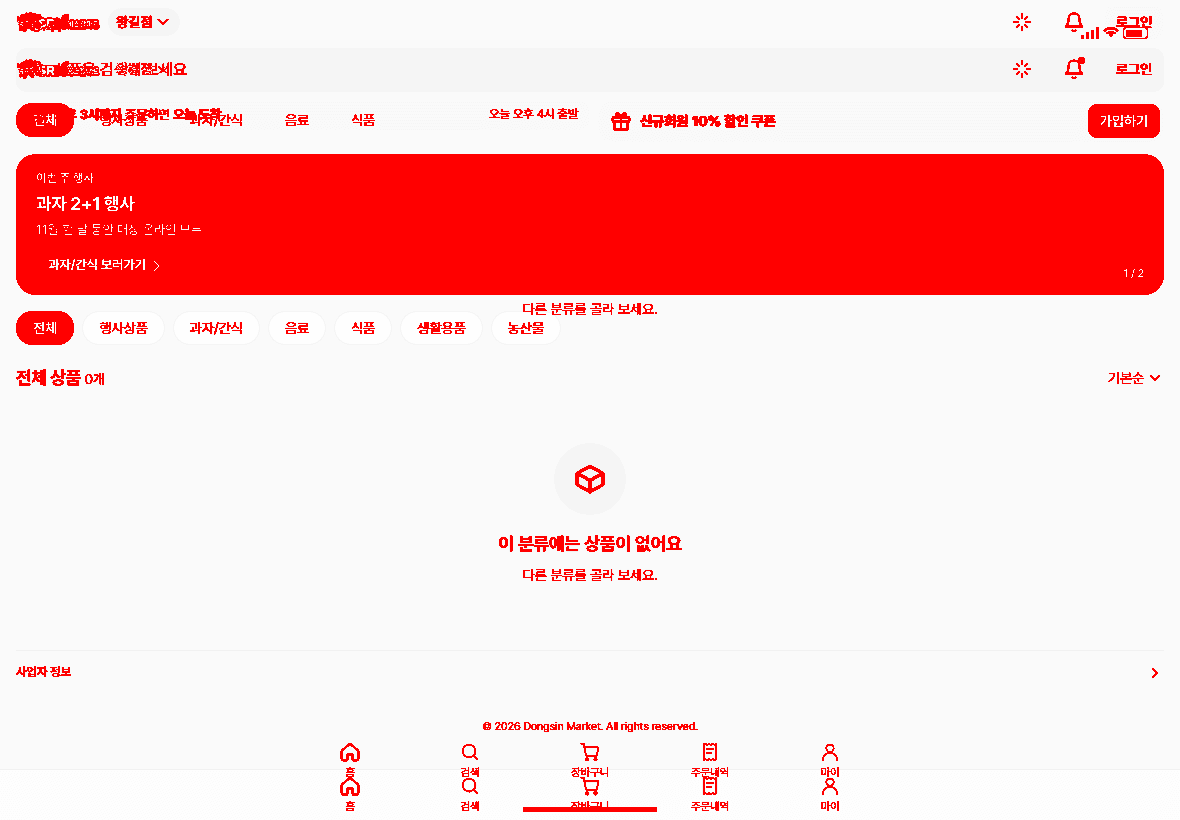 왕길점
로그인
로그인
전체 행사상품 과자/간식 음료 식품
오늘 오후 4시 출발
신규회원 10% 할인 쿠폰
가입하기
이번 주 행사
과자 2+1 행사
과자/간식 보러가기
1 / 2
다른 분류를 골라 보세요.
전체 행사상품 과자/간식 음료 식품 생활용품 농산물
전체 상품 0개
기본순
이 분류에는 상품이 없어요
다른 분류를 골라 보세요.
사업자 정보
© 2026 Dongsin Market. All rights reserved.
홈 검색 장바구니 주문내역 마이
홈 검색 장바구니 주문내역 마이